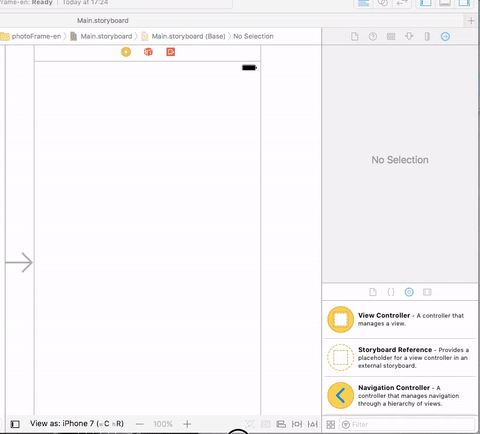 rame-en: Ready | Today at 17:24
Main.storyboard
photoFrame-en 〉 Main.storyboard 〉 Main.storyboard (Base) 〉 No Selection
No Selection
View Controller - A controller that
manages a view.
Storyboard Reference - Provides a
placeholder for a view controller in an
external storyboard.
Navigation Controller - A
controller that manages navigation
through a hierarchy of views.
View as: iPhone 7 (wC hR)
100%
Filter